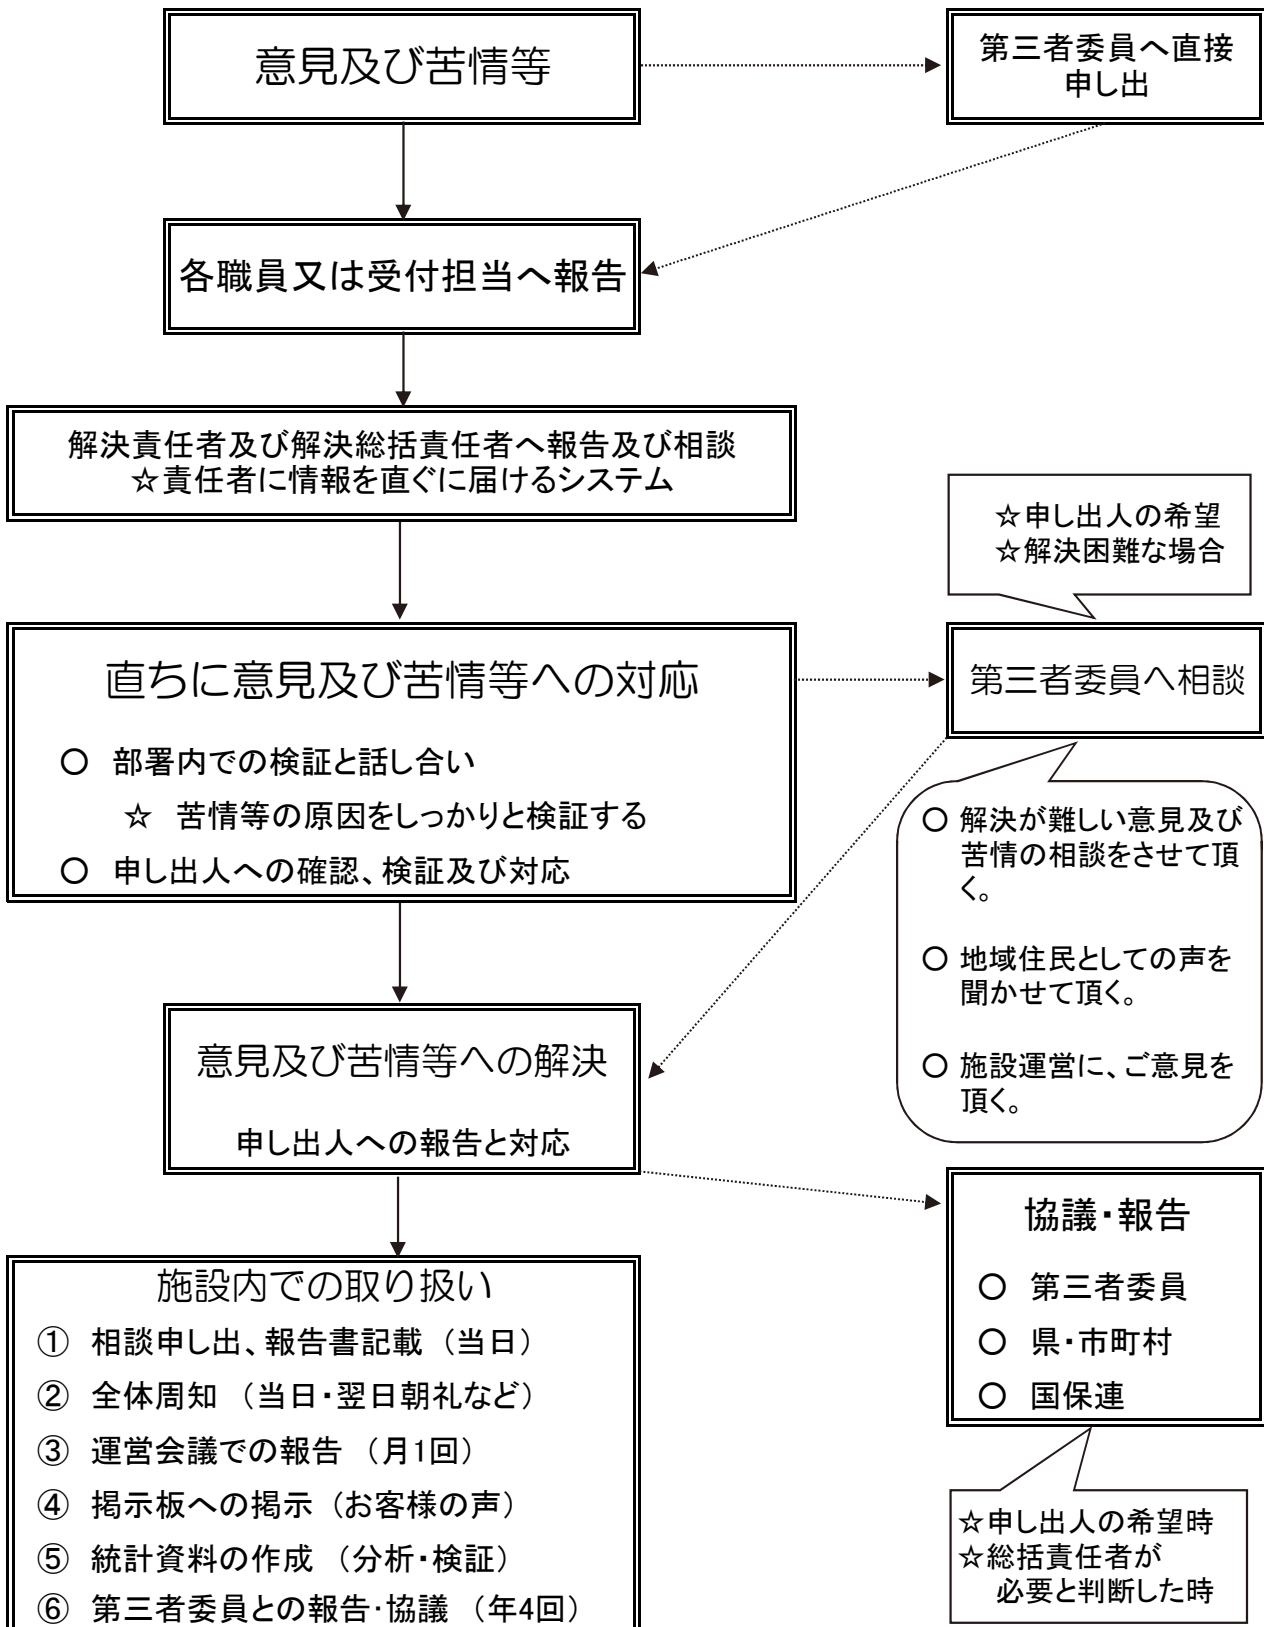 意見及び苦情等
第三者委員へ直接
申し出
各職員又は受付担当へ報告
解決責任者及び解決総括責任者へ報告及び相談
☆責任者に情報を直ぐに届けるシステム
☆申し出人の希望
☆解決困難な場合
直ちに意見及び苦情等への対応
○ 部署内での検証と話し合い
☆ 苦情等の原因をしっかりと検証する
○ 申し出人への確認、検証及び対応
第三者委員へ相談
○ 解決が難しい意見及び
苦情の相談をさせて頂
く。
○ 地域住民としての声を
聞かせて頂く。
○ 施設運営に、ご意見を
頂く。
意見及び苦情等への解決
申し出人への報告と対応
協議・報告
○ 第三者委員
○ 県・市町村
○ 国保連
☆申し出人の希望時
☆総括責任者が
必要と判断した時
施設内での取り扱い
① 相談申し出、報告書記載 （当日）
② 全体周知 （当日・翌日朝礼など）
③ 運営会議での報告 （月1回）
④ 掲示板への掲示 （お客様の声）
⑤ 統計資料の作成 （分析・検証）
⑥ 第三者委員との報告・協議 （年4回）